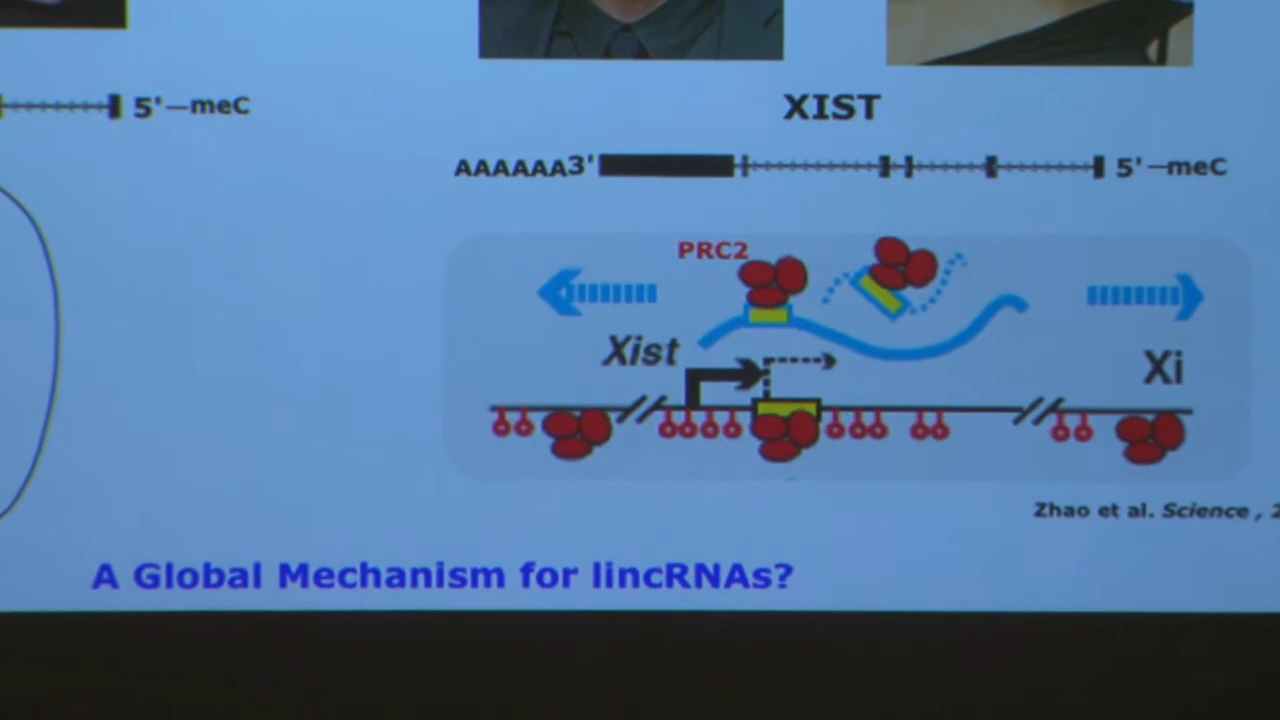 5'—meC
XIST
AAAAAA3'
5'—meC
PRC2
Xist
Xi
Zhao et al. Science,
A Global Mechanism for lincRNAs?